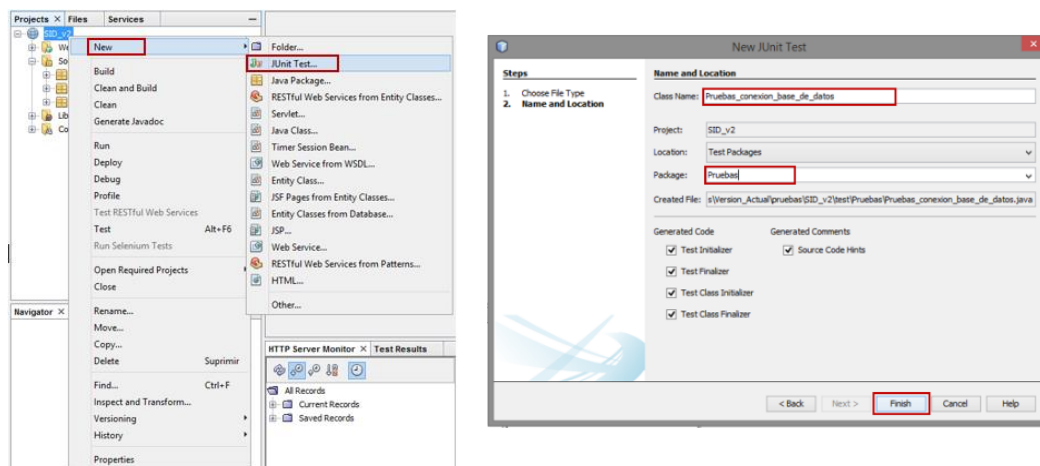 Projects × Files Services
SID_v2
We
So
Lib
Co
New
Build
Clean and Build
Clean
Generate Javadoc
Run
Deploy
Debug
Profile
Test RESTful Web Services
Test Alt+F6
Run Selenium Tests
Open Required Projects
Close
Rename...
Move...
Copy...
Delete Suprimir
Find... Ctrl+F
Inspect and Transform...
Versioning
History
Properties
Folder...
JUnit Test...
Java Package...
RESTful Web Services from Entity Classes...
Servlet...
Java Class...
Timer Session Bean...
Web Service from WSDL...
Entity Class...
JSF Pages from Entity Classes...
Entity Classes from Database...
JSP...
Web Service...
RESTful Web Services from Patterns...
HTML...
Other...
Navigator ×
HTTP Server Monitor × Test Results
All Records
Current Records
Saved Records
New JUnit Test
Steps
1. Choose File Type
2. Name and Location
Name and Location
Class Name: Pruebas_conexion_base_de_datos
Project: SID_v2
Location: Test Packages
Package: Pruebas
Created File: s\Version_Actual\pruebas\SID_v2\test\Pruebas\Pruebas_conexion_base_de_datos.java
Generated Code
Test Initializer
Test Finalizer
Test Class Initializer
Test Class Finalizer
Generated Comments
Source Code Hints
< Back Next > Finish Cancel Help